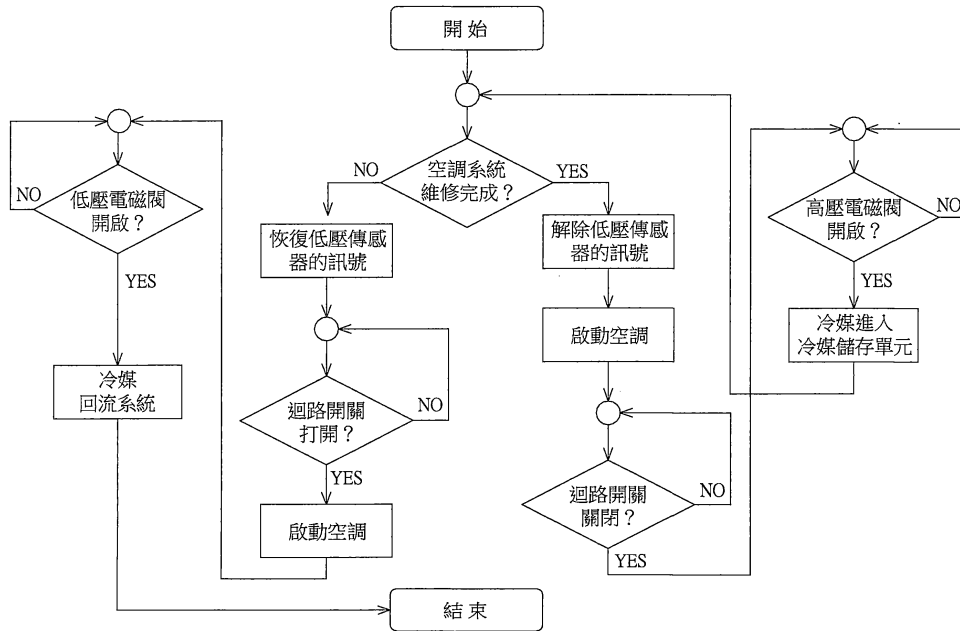 開始
空調系統
維修完成？
NO
YES
低壓電磁閥
開啟？
NO
YES
冷媒
回流系統
恢復低壓傳感
器的訊號
迴路開關
打開？
NO
YES
啟動空調
解除低壓傳感
器的訊號
啟動空調
迴路開關
關閉？
NO
YES
高壓電磁閥
開啟？
NO
YES
冷媒進入
冷媒儲存單元
結束